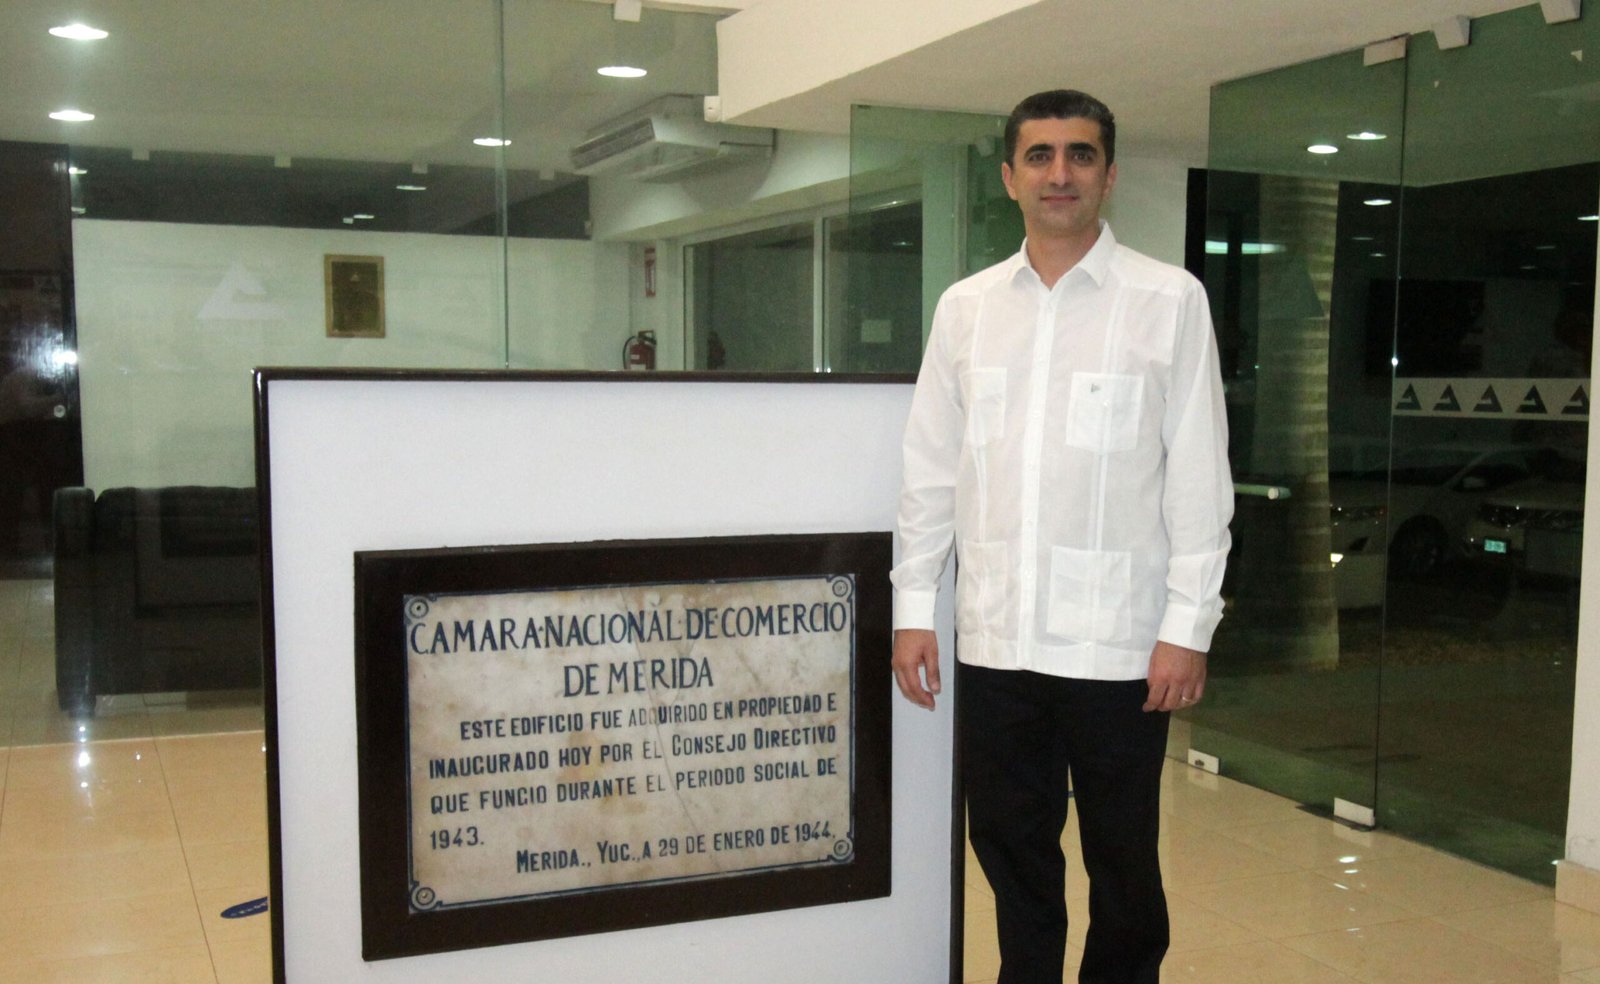 CAMARA·NACIONAL·DE·COMERCIO
DE MERIDA
ESTE EDIFICIO FUE ADQUIRIDO EN PROPIEDAD E
INAUGURADO HOY POR EL CONSEJO DIRECTIVO
QUE FUNCIO DURANTE EL PERIODO SOCIAL DE
1943.
MERIDA., YUC., A 29 DE ENERO DE 1944.